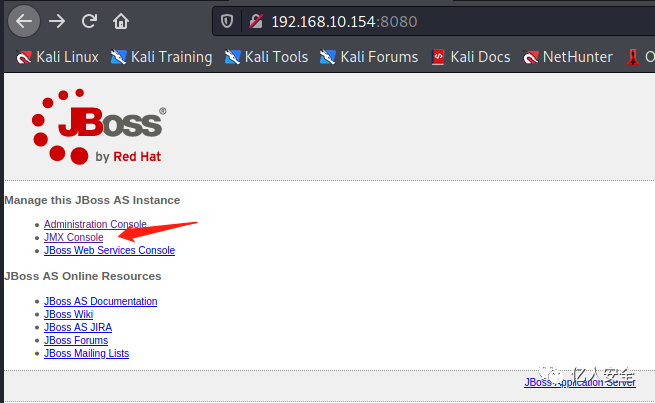 192.168.10.154:8080
Kali Linux Kali Training Kali Tools Kali Forums Kali Docs NetHunter O
JBoss®
by Red Hat
Manage this JBoss AS Instance
Administration Console
JMX Console
JBoss Web Services Console
JBoss AS Online Resources
JBoss AS Documentation
JBoss Wiki
JBoss AS JIRA
JBoss Forums
JBoss Mailing Lists
JBoss Application Server
亿人安全